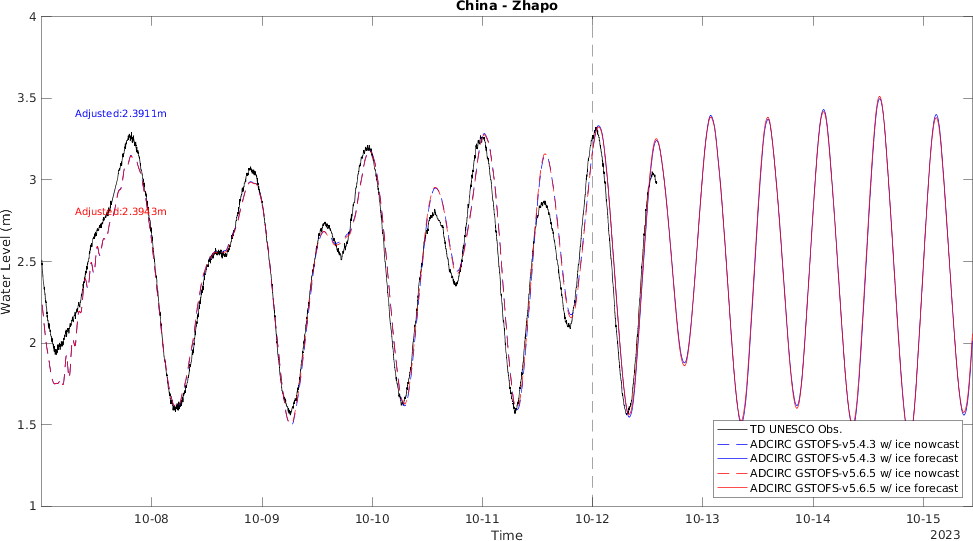 China - Zhapo
4
3.5
3
2.5
2
1.5
1
Water Level (m)
Adjusted:2.3911m
Adjusted:2.3943m
TD UNESCO Obs.
ADCIRC GSTOFS-v5.4.3 w/ ice nowcast
ADCIRC GSTOFS-v5.4.3 w/ ice forecast
ADCIRC GSTOFS-v5.6.5 w/ ice nowcast
ADCIRC GSTOFS-v5.6.5 w/ ice forecast
10-08 10-09 10-10 10-11 10-12 10-13 10-14 10-15
Time
2023